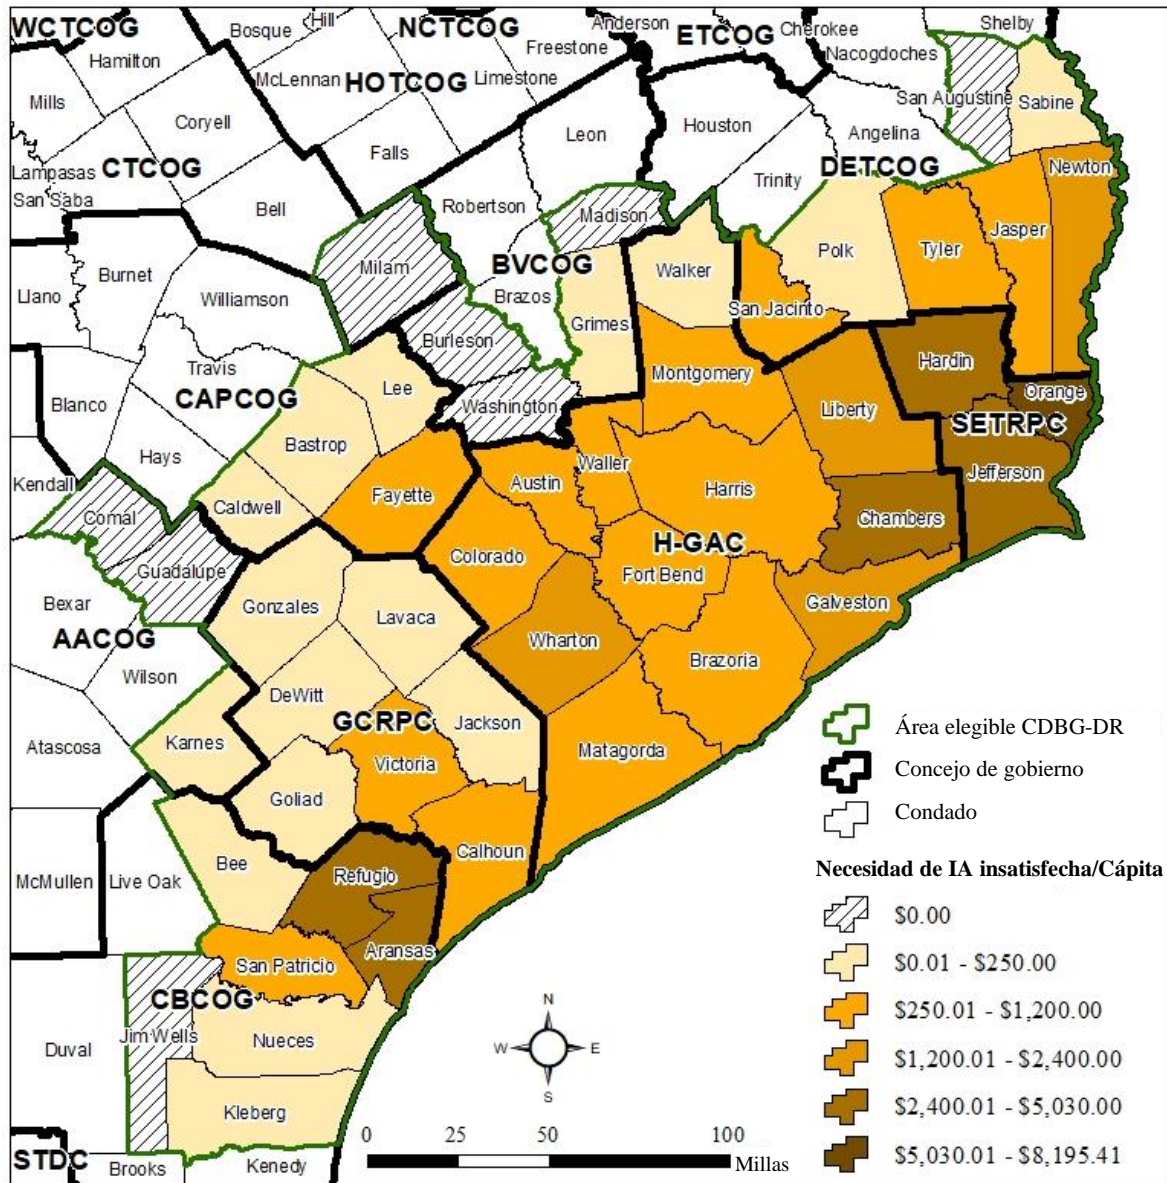 Hill
Anderson
Shelby
WCTCOG
Bosque
NCTCOG
ETCOG
Cherokee
Hamilton
Freestone
Nacogdoches
McLennan
HOTCOG
Limestone
Mills
San Augustine
Sabine
Coryell
Leon
Houston
Angelina
Falls
Lampasas
CTCOG
DETCOG
Newton
San Saba
Trinity
Bell
Robertson
Madison
Jasper
Burnet
Milam
BVCOG
Walker
Polk
Tyler
Llano
Williamson
Brazos
San Jacinto
Grimes
Burleson
Travis
Hardin
Montgomery
Lee
Orange
Blanco
CAPCOG
Washington
Liberty
SETRPC
Bastrop
Hays
Waller
Jefferson
Kendall
Austin
Harris
Fayette
Caldwell
Comal
Chambers
H-GAC
Colorado
Guadalupe
Fort Bend
Bexar
Gonzales
Galveston
Lavaca
AACOG
Wharton
Brazoria
Wilson
DeWitt
GCRPC
Jackson
Karnes
Atascosa
Matagorda
Victoria
Goliad
Calhoun
Bee
Refugio
McMullen
Live Oak
Aransas
San Patricio
CBCOG
Jim Wells
Duval
Nueces
Kleberg
STDC
Brooks
Kenedy
N
W
E
S
0
25
50
100
Millas
Área elegible CDBG-DR
Concejo de gobierno
Condado
Necesidad de IA insatisfecha/Cápita
$0.00
$0.01 - $250.00
$250.01 - $1,200.00
$1,200.01 - $2,400.00
$2,400.01 - $5,030.00
$5,030.01 - $8,195.41